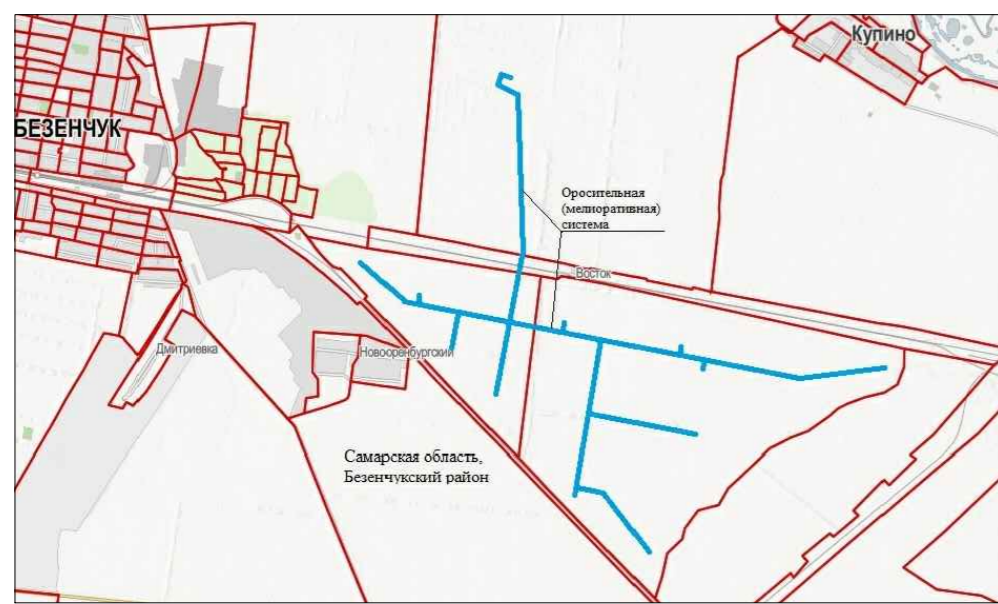 Купино
БЕЗЕНЧУК
Оросительная
(мелиоративная)
система
Восток
Дмитриевка
Новооренбургский
Самарская область,
Безенчукский район